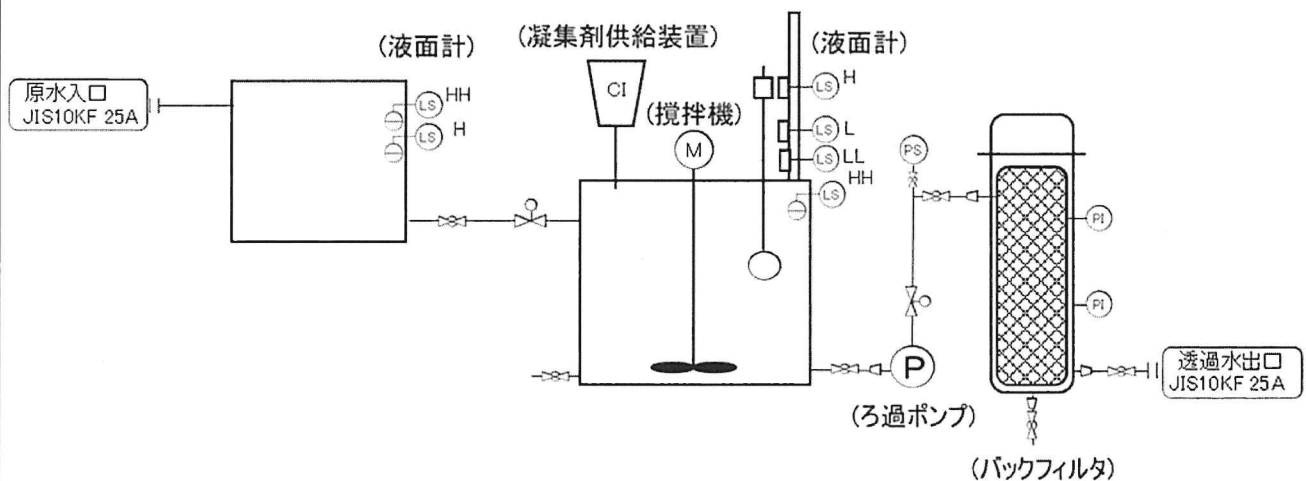 (液面計)
(凝集剤供給装置)
(液面計)
原水入口
JIS10KF 25A
LS HH
LS H
CI
(撹拌機)
M
LS H
LS L
LS LL
LS HH
PS
PI
PI
P
(ろ過ポンプ)
透過水出口
JIS10KF 25A
(バックフィルタ)